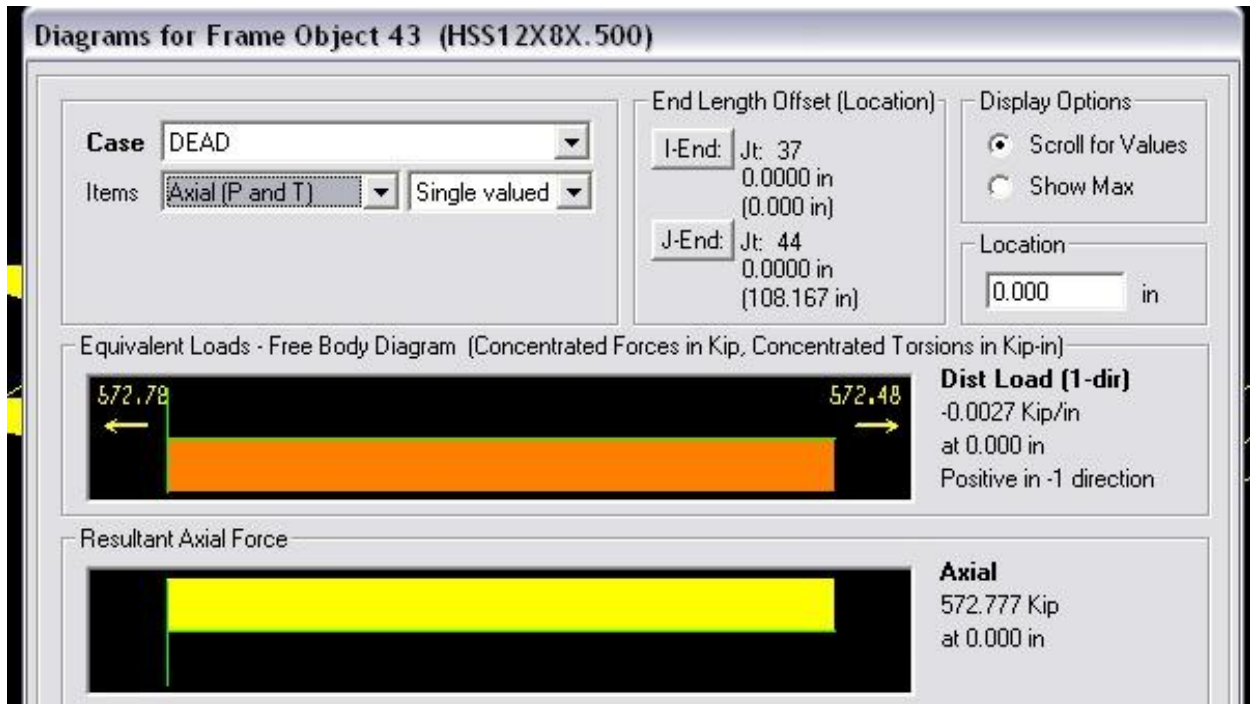 Diagrams for Frame Object 43 (HSS12X8X.500)
Case DEAD
Items Axial (P and T) Single valued
End Length Offset (Location)
I-End: Jt: 37
0.0000 in
(0.000 in)
J-End: Jt: 44
0.0000 in
(108.167 in)
Display Options
Scroll for Values
Show Max
Location
0.000 in
Equivalent Loads - Free Body Diagram (Concentrated Forces in Kip, Concentrated Torsions in Kip-in)
572.78 572.48
Dist Load (1-dir)
-0.0027 Kip/in
at 0.000 in
Positive in -1 direction
Resultant Axial Force
Axial
572.777 Kip
at 0.000 in